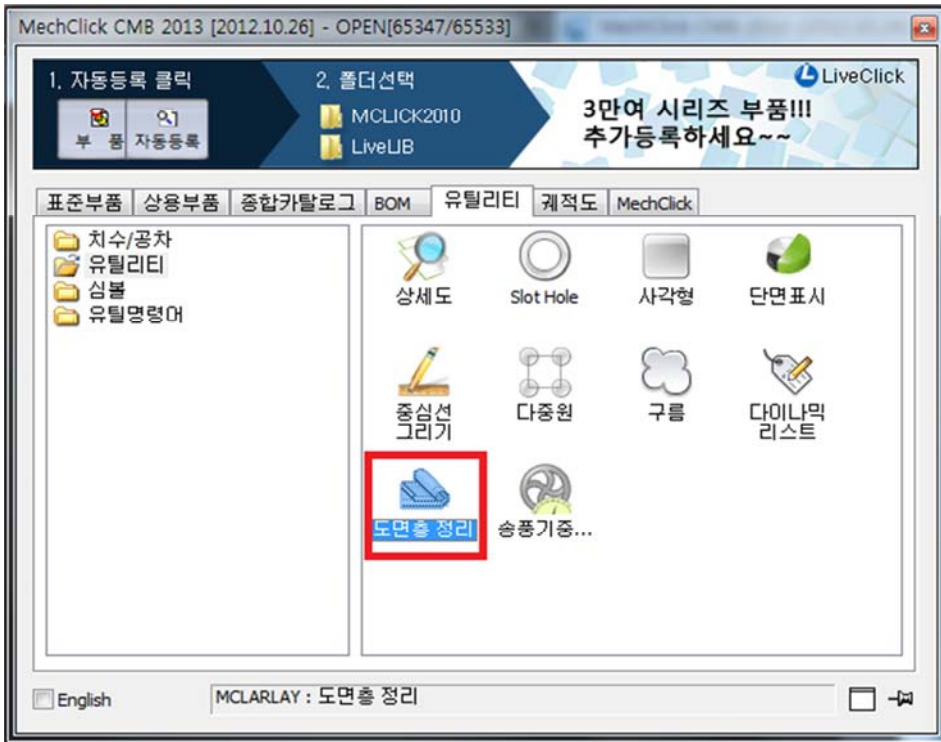 MechClick CMB 2013 [2012.10.26] - OPEN[65347/65533]
1. 자동등록 클릭
부 품
자동등록
2. 폴더선택
MCLICK2010
LiveLIB
LiveClick
3만여 시리즈 부품!!!
추가등록하세요~~
표준부품 상용부품 종합카탈로그 BOM 유틸리티 궤적도 MechClick
치수/공차
유틸리티
심볼
유틸명령어
상세도 Slot Hole 사각형 단면표시
중심선
그리기
다중원
구름
다이나믹
리스트
도면층 정리 송풍기중...
English
MCLARLAY : 도면층 정리